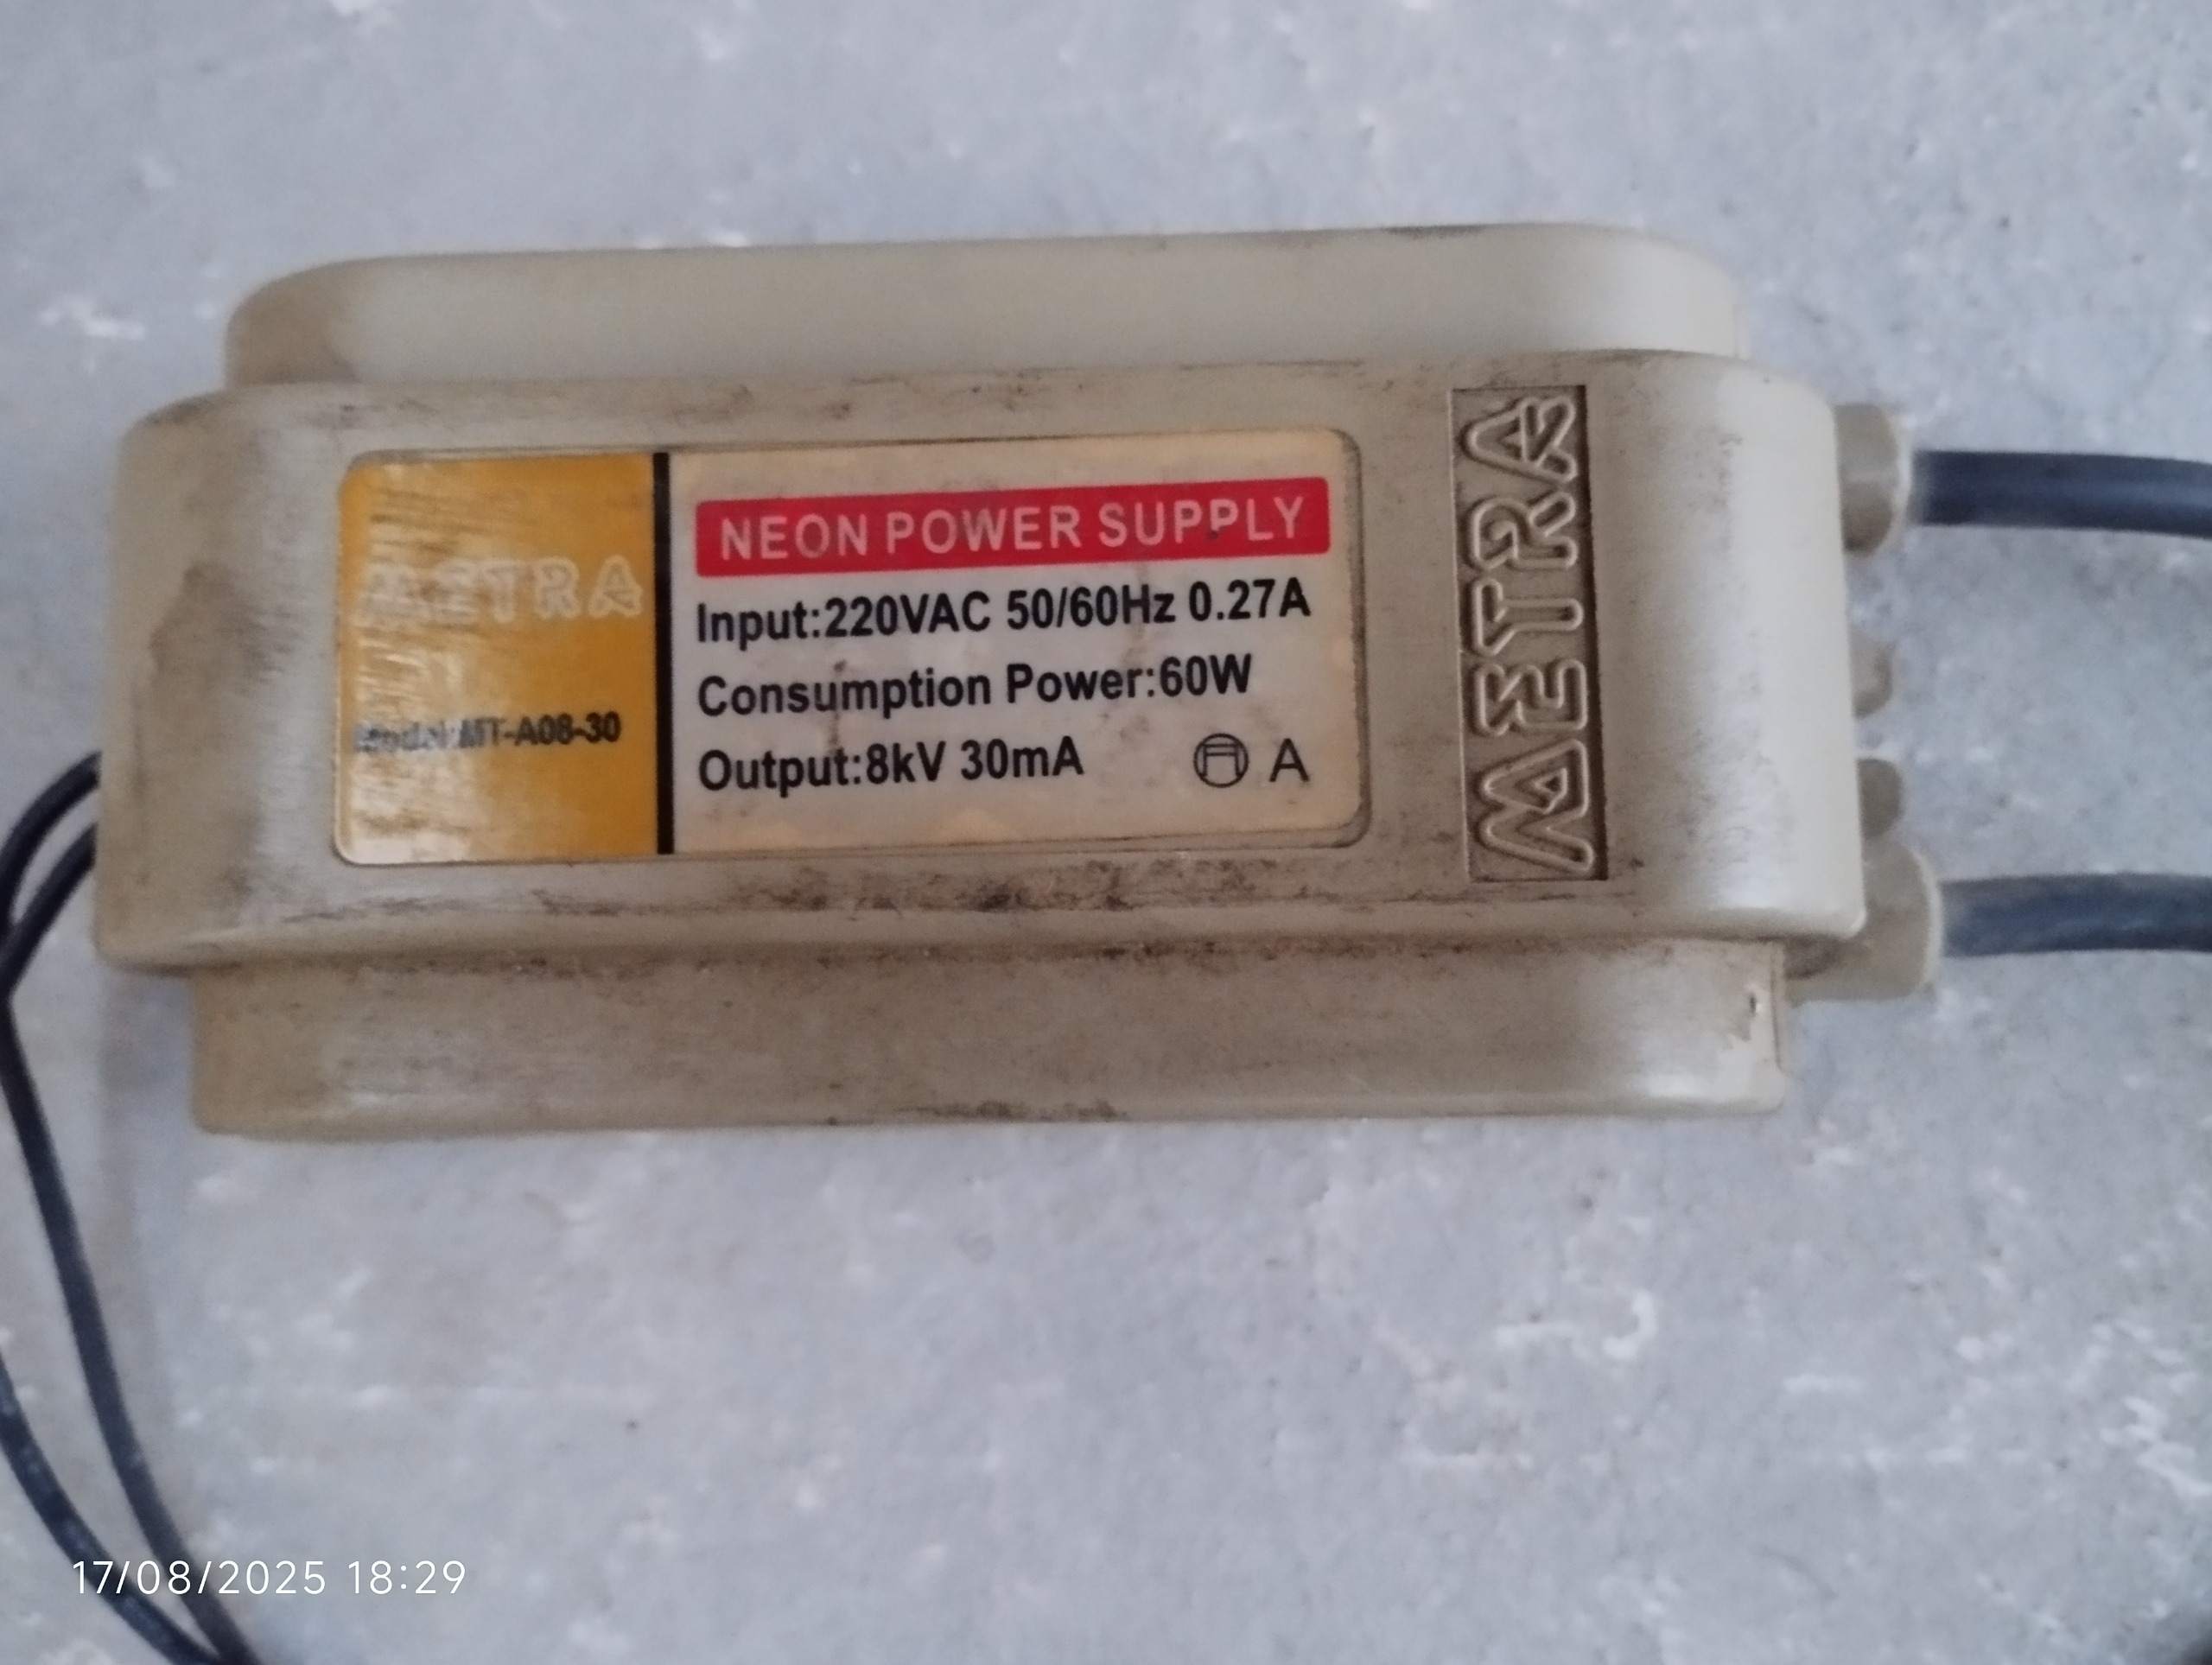 METRA
Model:MT-A08-30
NEON POWER SUPPLY
Input:220VAC 50/60Hz 0.27A
Consumption Power:60W
Output:8kV 30mA
A
METRA
17/08/2025 18:29